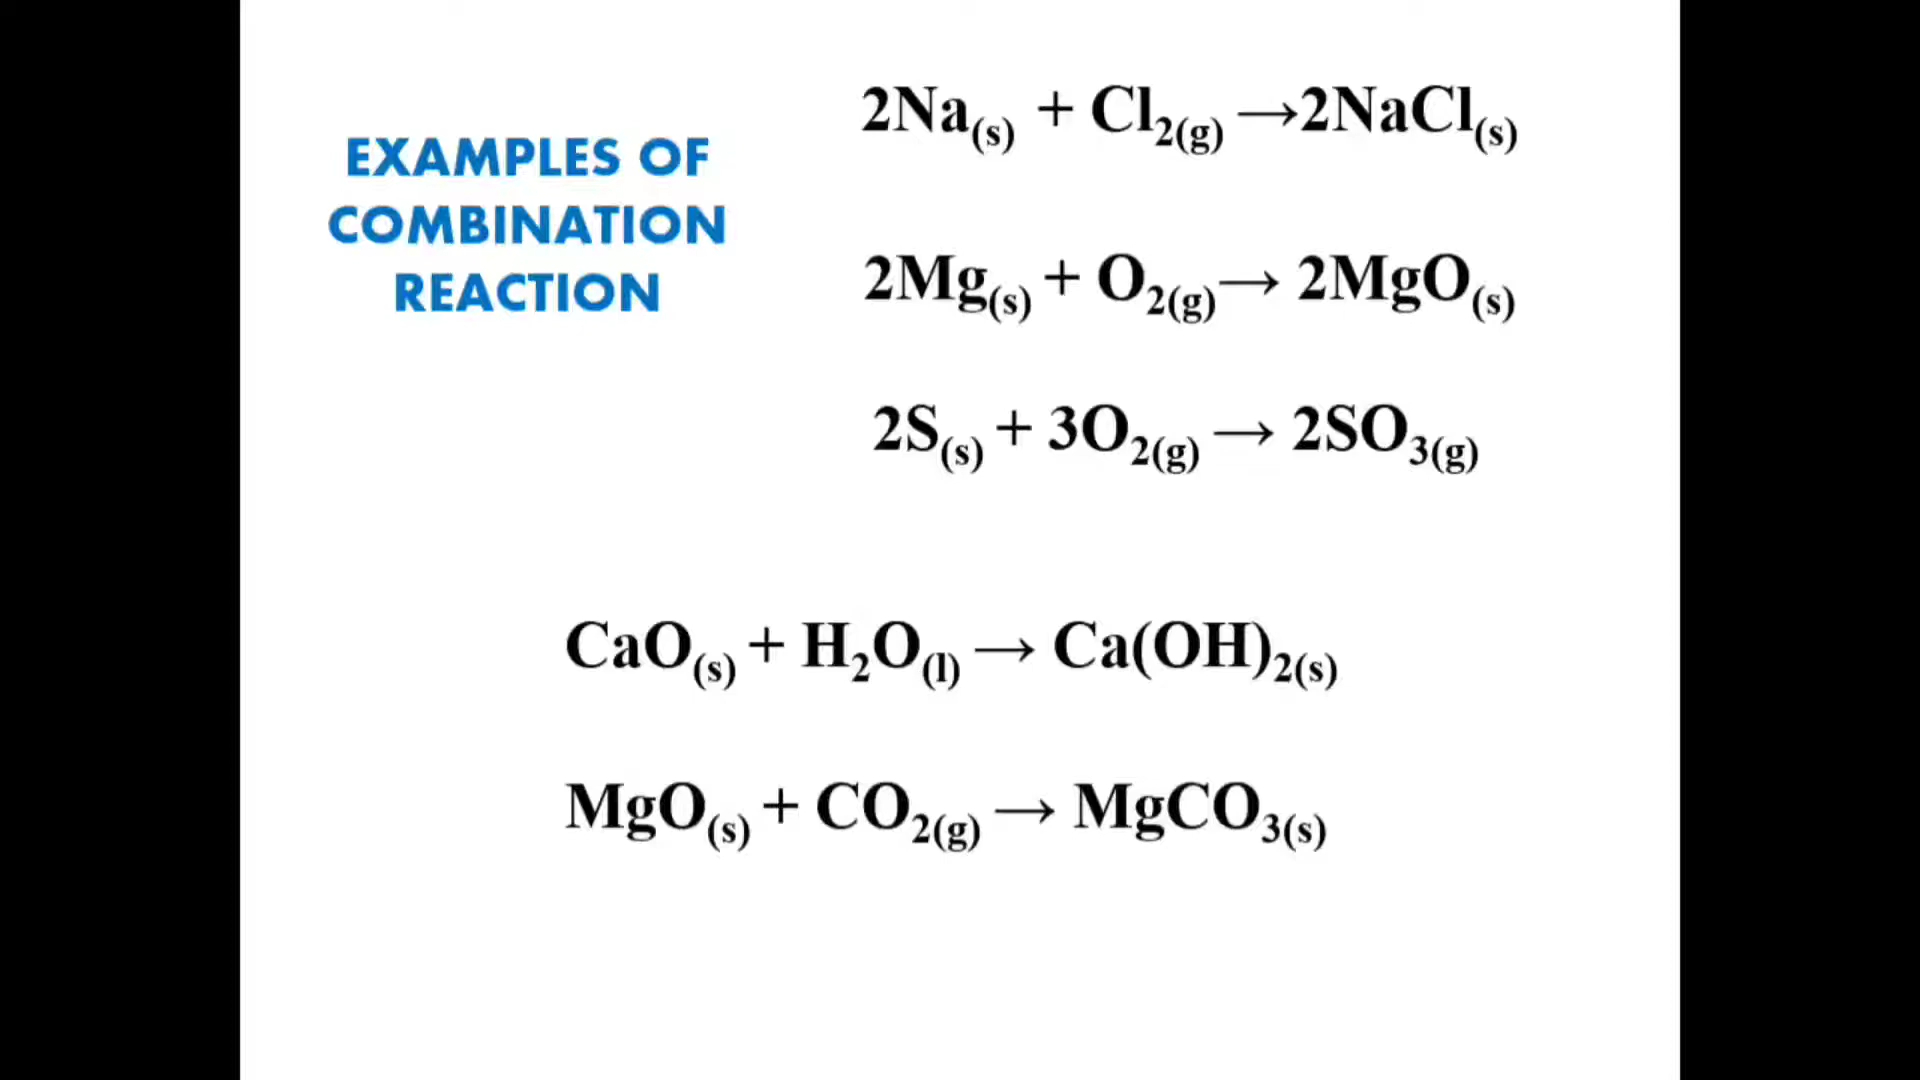 EXAMPLES OF
COMBINATION
REACTION
2Na(s) + Cl2(g) →2NaCl(s)
2Mg(s) + O2(g)→ 2MgO(s)
2S(s) + 3O2(g) → 2SO3(g)
CaO(s) + H2O(l) → Ca(OH)2(s)
MgO(s) + CO2(g) → MgCO3(s)